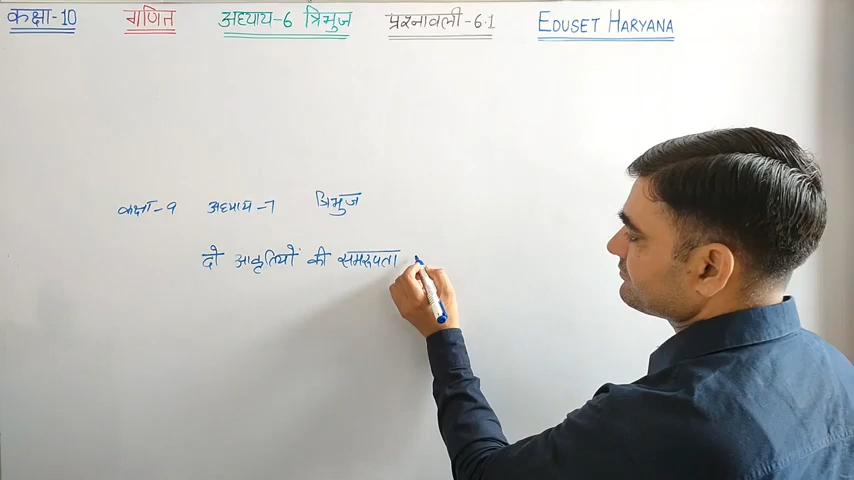 कक्षा-10 गणित अध्याय-6 त्रिभुज प्रश्नावली-6.1 EDUSET HARYANA
कक्षा-9 अध्याय-7 त्रिभुज
दो आकृतियों की समरूपता